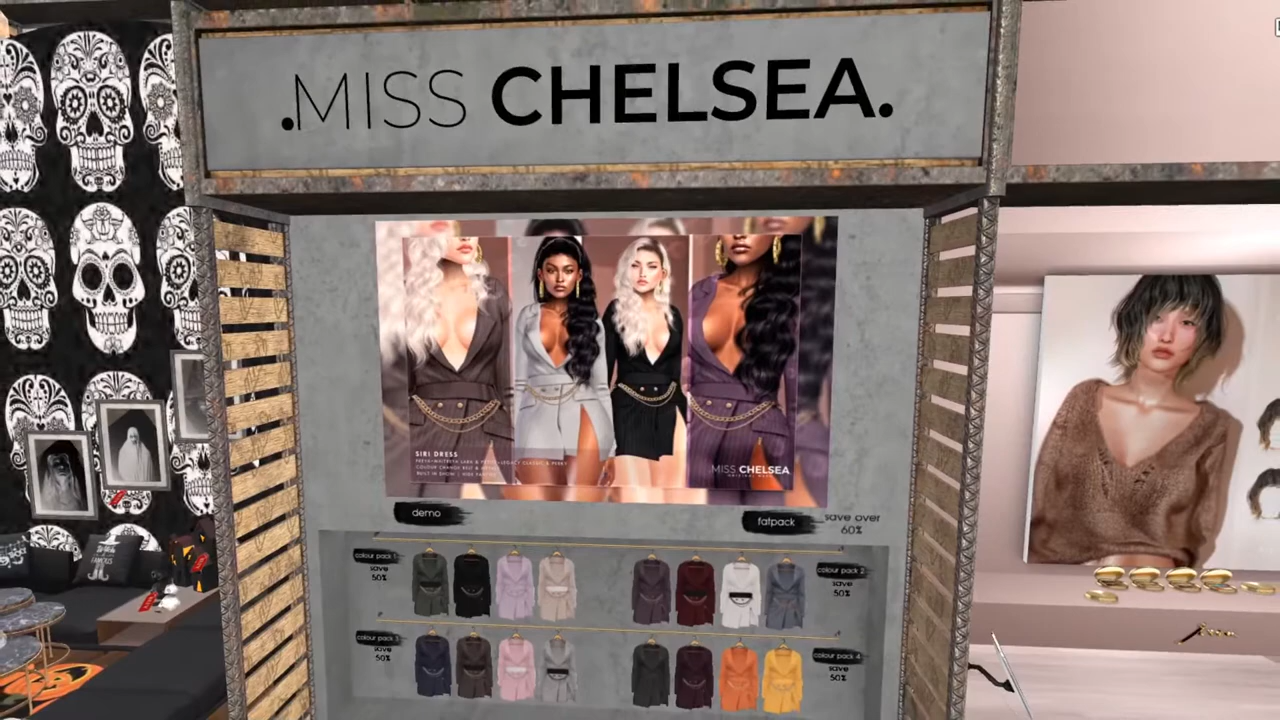 .MISS CHELSEA.
SIRI DRESS
MISS CHELSEA
demo
fatpack
save over
60%
colour pack 1
save
50%
colour pack 2
save
50%
colour pack 3
save
50%
colour pack 4
save
50%